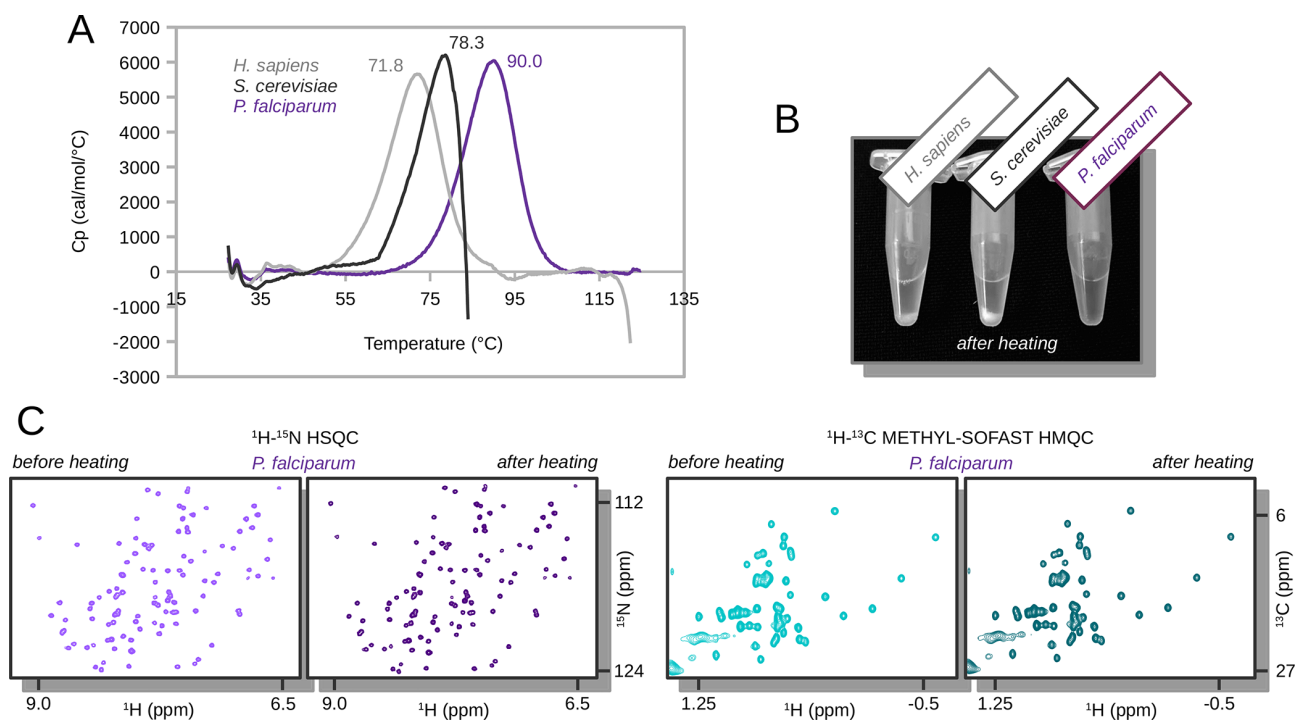 A
7000
6000
5000
4000
3000
2000
1000
0
-1000
-2000
-3000
Cp (cal/mol/°C)
H. sapiens
S. cerevisiae
P. falciparum
71.8
78.3
90.0
15 35 55 75 95 115 135
Temperature (°C)
B
H. sapiens
S. cerevisiae
P. falciparum
after heating
C
¹H-¹⁵N HSQC
before heating P. falciparum after heating
112
124
¹⁵N (ppm)
9.0 6.5 9.0 6.5
¹H (ppm) ¹H (ppm)
¹H-¹³C METHYL-SOFAST HMQC
before heating P. falciparum after heating
6
27
¹³C (ppm)
1.25 -0.5 1.25 -0.5
¹H (ppm) ¹H (ppm)